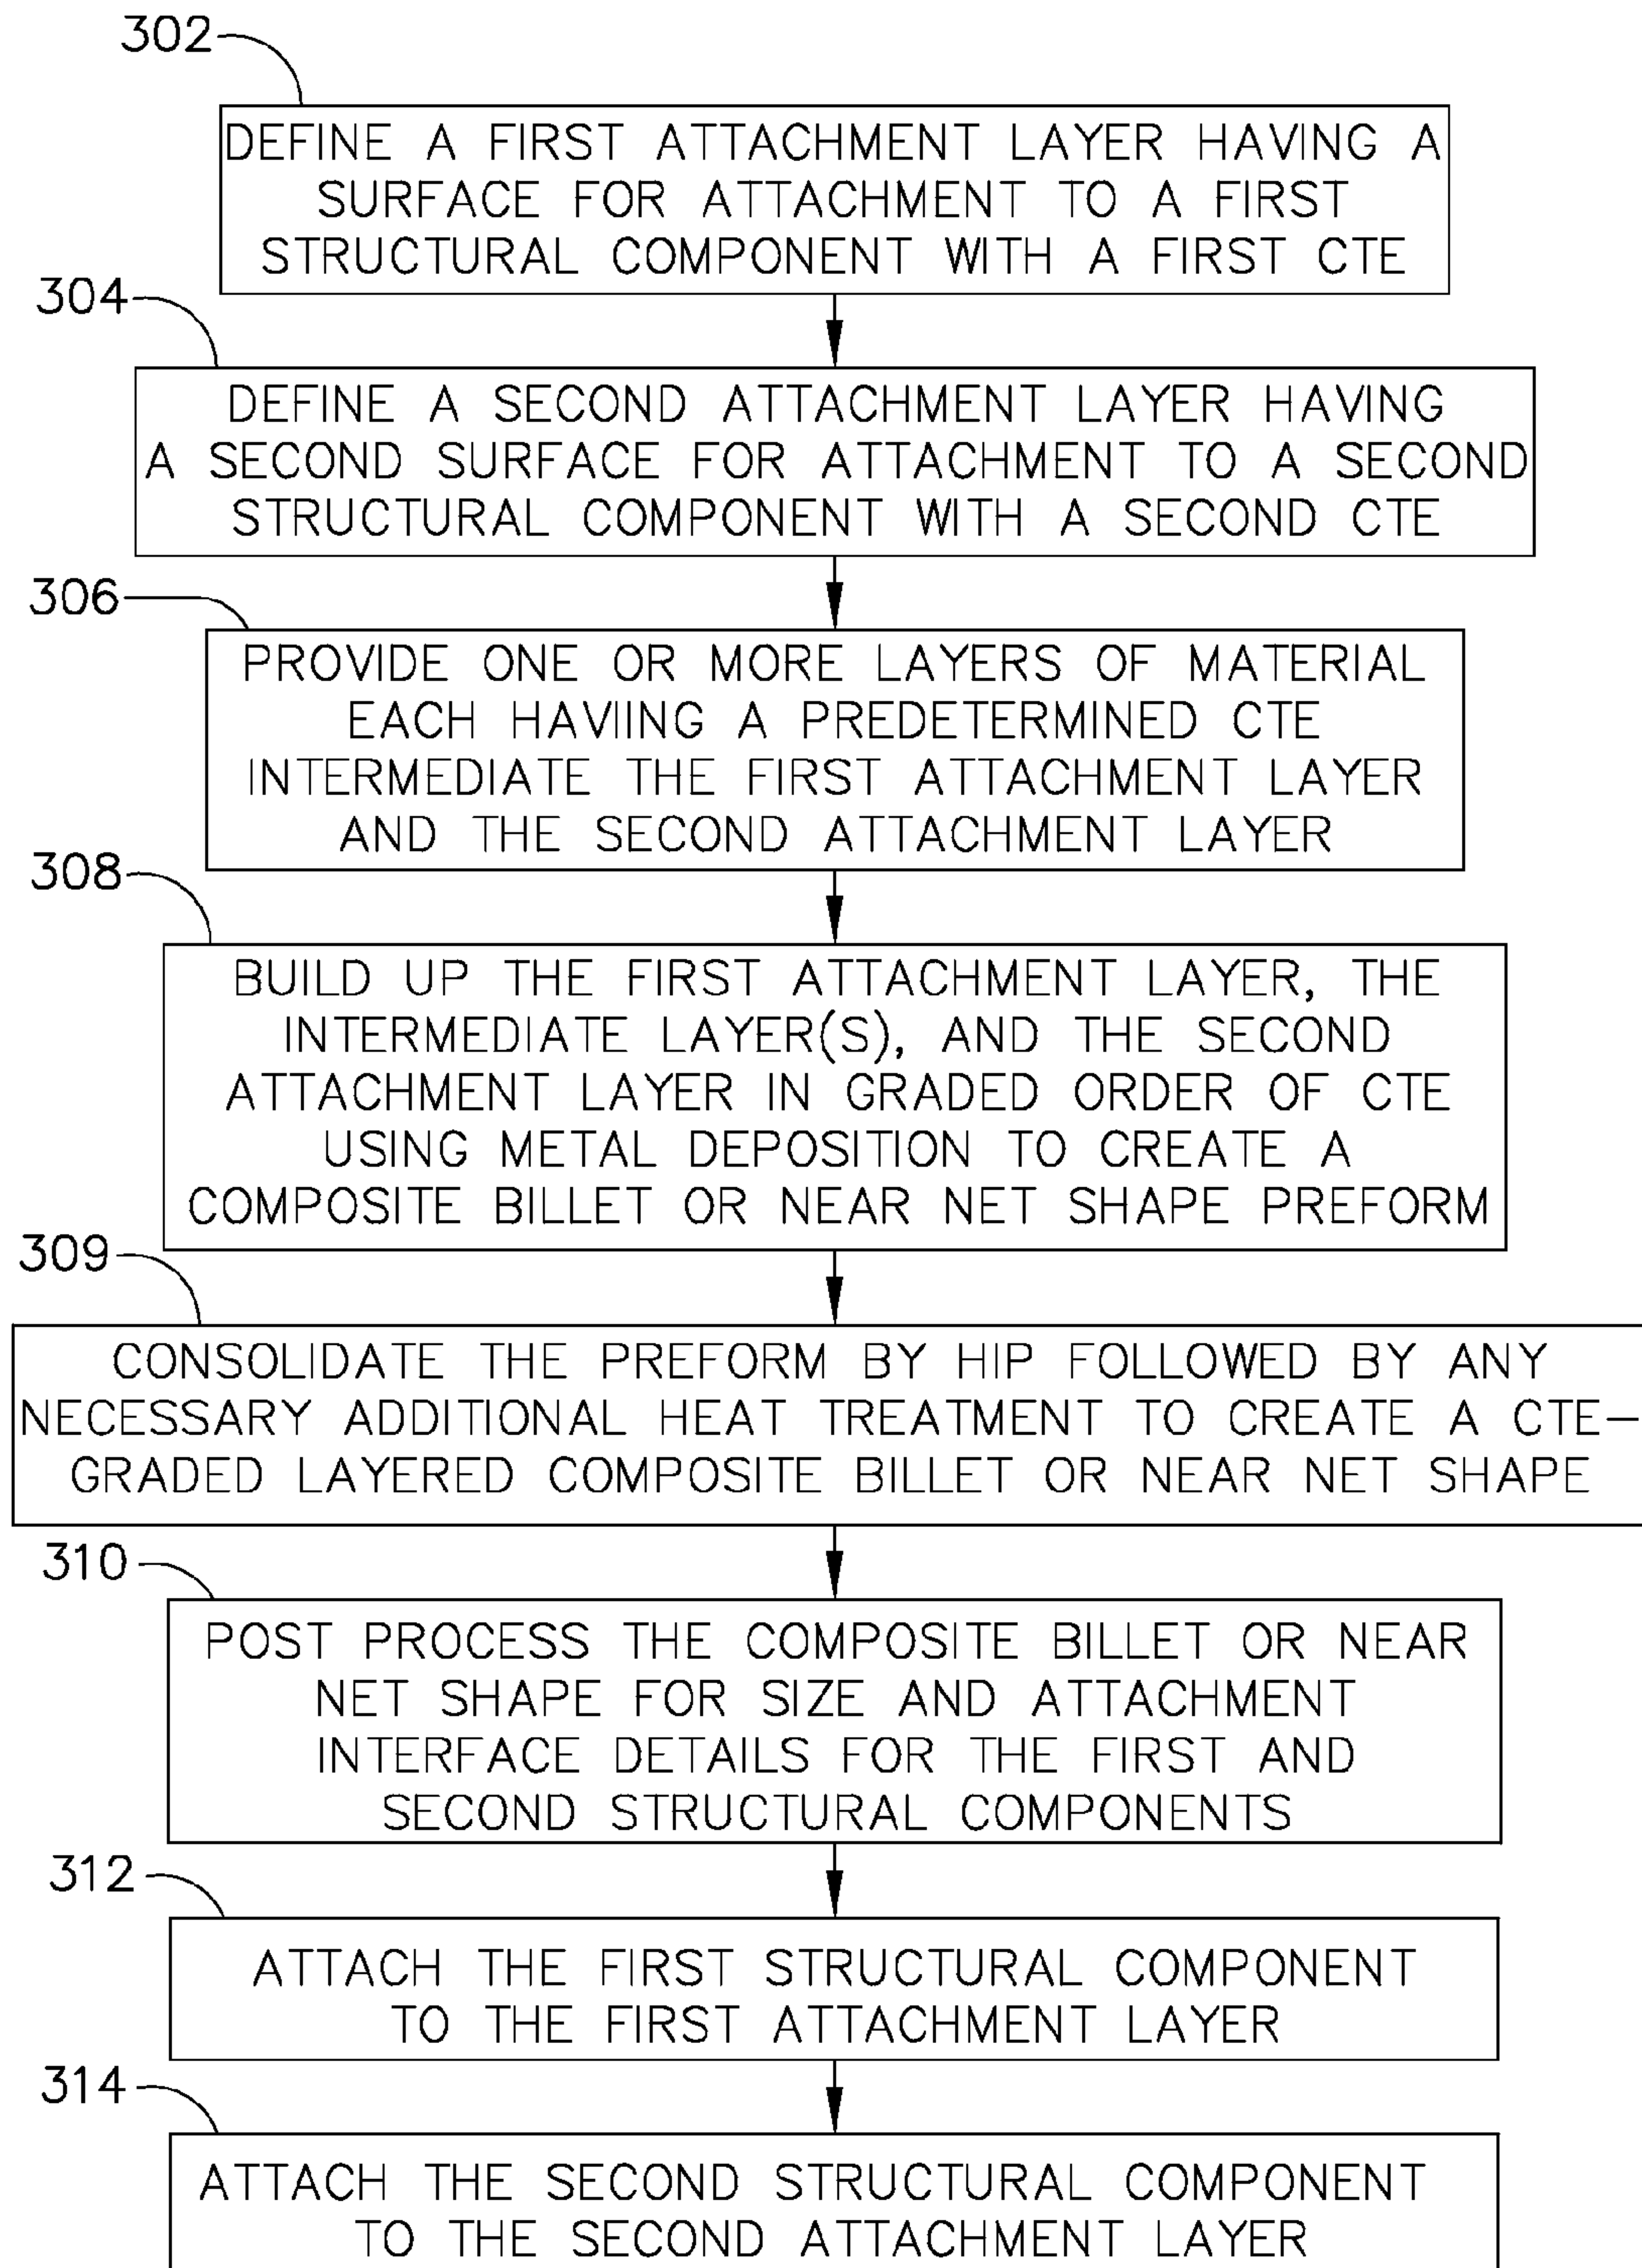 302
DEFINE A FIRST ATTACHMENT LAYER HAVING A
SURFACE FOR ATTACHMENT TO A FIRST
STRUCTURAL COMPONENT WITH A FIRST CTE
304
DEFINE A SECOND ATTACHMENT LAYER HAVING
A SECOND SURFACE FOR ATTACHMENT TO A SECOND
STRUCTURAL COMPONENT WITH A SECOND CTE
306
PROVIDE ONE OR MORE LAYERS OF MATERIAL
EACH HAVIING A PREDETERMINED CTE
INTERMEDIATE THE FIRST ATTACHMENT LAYER
AND THE SECOND ATTACHMENT LAYER
308
BUILD UP THE FIRST ATTACHMENT LAYER, THE
INTERMEDIATE LAYER(S), AND THE SECOND
ATTACHMENT LAYER IN GRADED ORDER OF CTE
USING METAL DEPOSITION TO CREATE A
COMPOSITE BILLET OR NEAR NET SHAPE PREFORM
309
CONSOLIDATE THE PREFORM BY HIP FOLLOWED BY ANY
NECESSARY ADDITIONAL HEAT TREATMENT TO CREATE A CTE-
GRADED LAYERED COMPOSITE BILLET OR NEAR NET SHAPE
310
POST PROCESS THE COMPOSITE BILLET OR NEAR
NET SHAPE FOR SIZE AND ATTACHMENT
INTERFACE DETAILS FOR THE FIRST AND
SECOND STRUCTURAL COMPONENTS
312
ATTACH THE FIRST STRUCTURAL COMPONENT
TO THE FIRST ATTACHMENT LAYER
314
ATTACH THE SECOND STRUCTURAL COMPONENT
TO THE SECOND ATTACHMENT LAYER